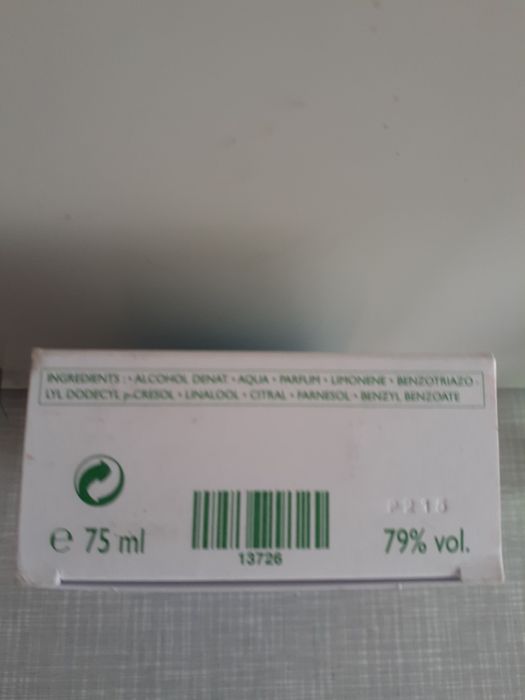 INGREDIENTS : • ALCOHOL DENAT • AQUA • PARFUM • LIMONENE • BENZOTRIAZO-
LYL DODECYL p-CRESOL • LINALOOL • CITRAL • FARNESOL • BENZYL BENZOATE
e 75 ml
13726
79% vol.